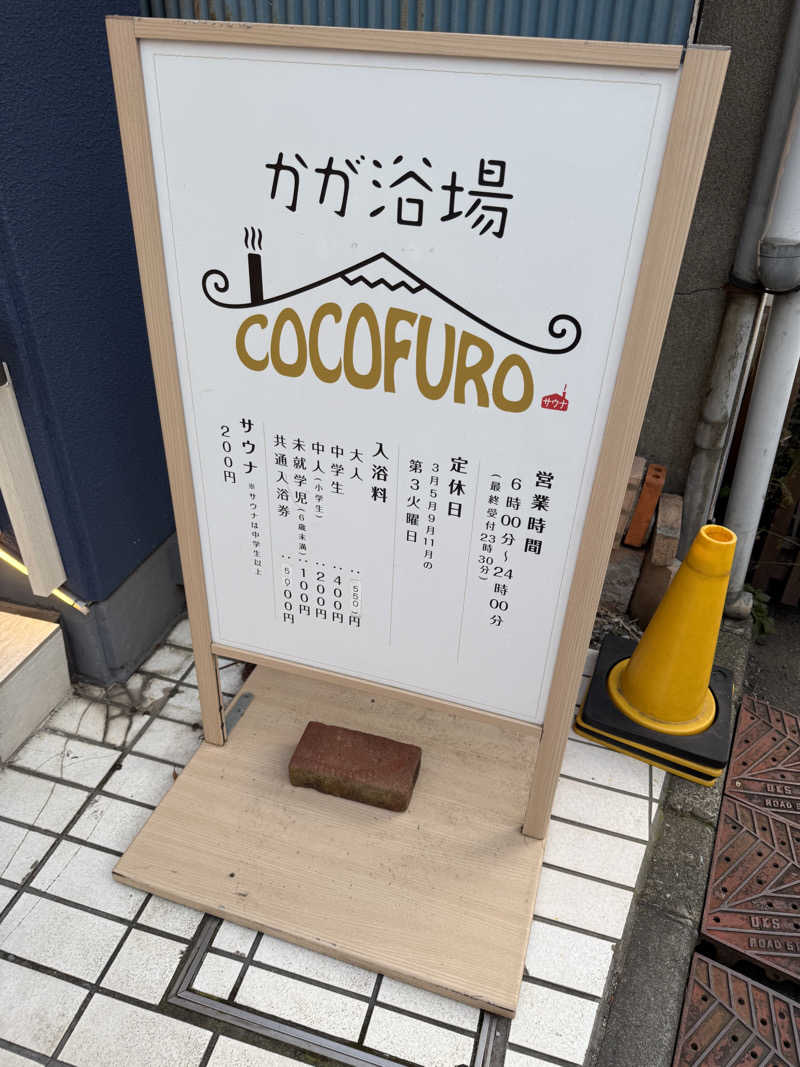 かが浴場
COCOFURO
サウナ
営業時間
6時00分〜24時00分
(最終受付23時30分)
定休日
3月5月9月11月の
第3火曜日
入浴料
大人 ‥550円
中学生 ‥400円
中人(小学生) ‥200円
未就学児(6歳未満) ‥100円
共通入浴券 ‥5000円
サウナ ※サウナは中学生以上
200円
ROAD
ROAD